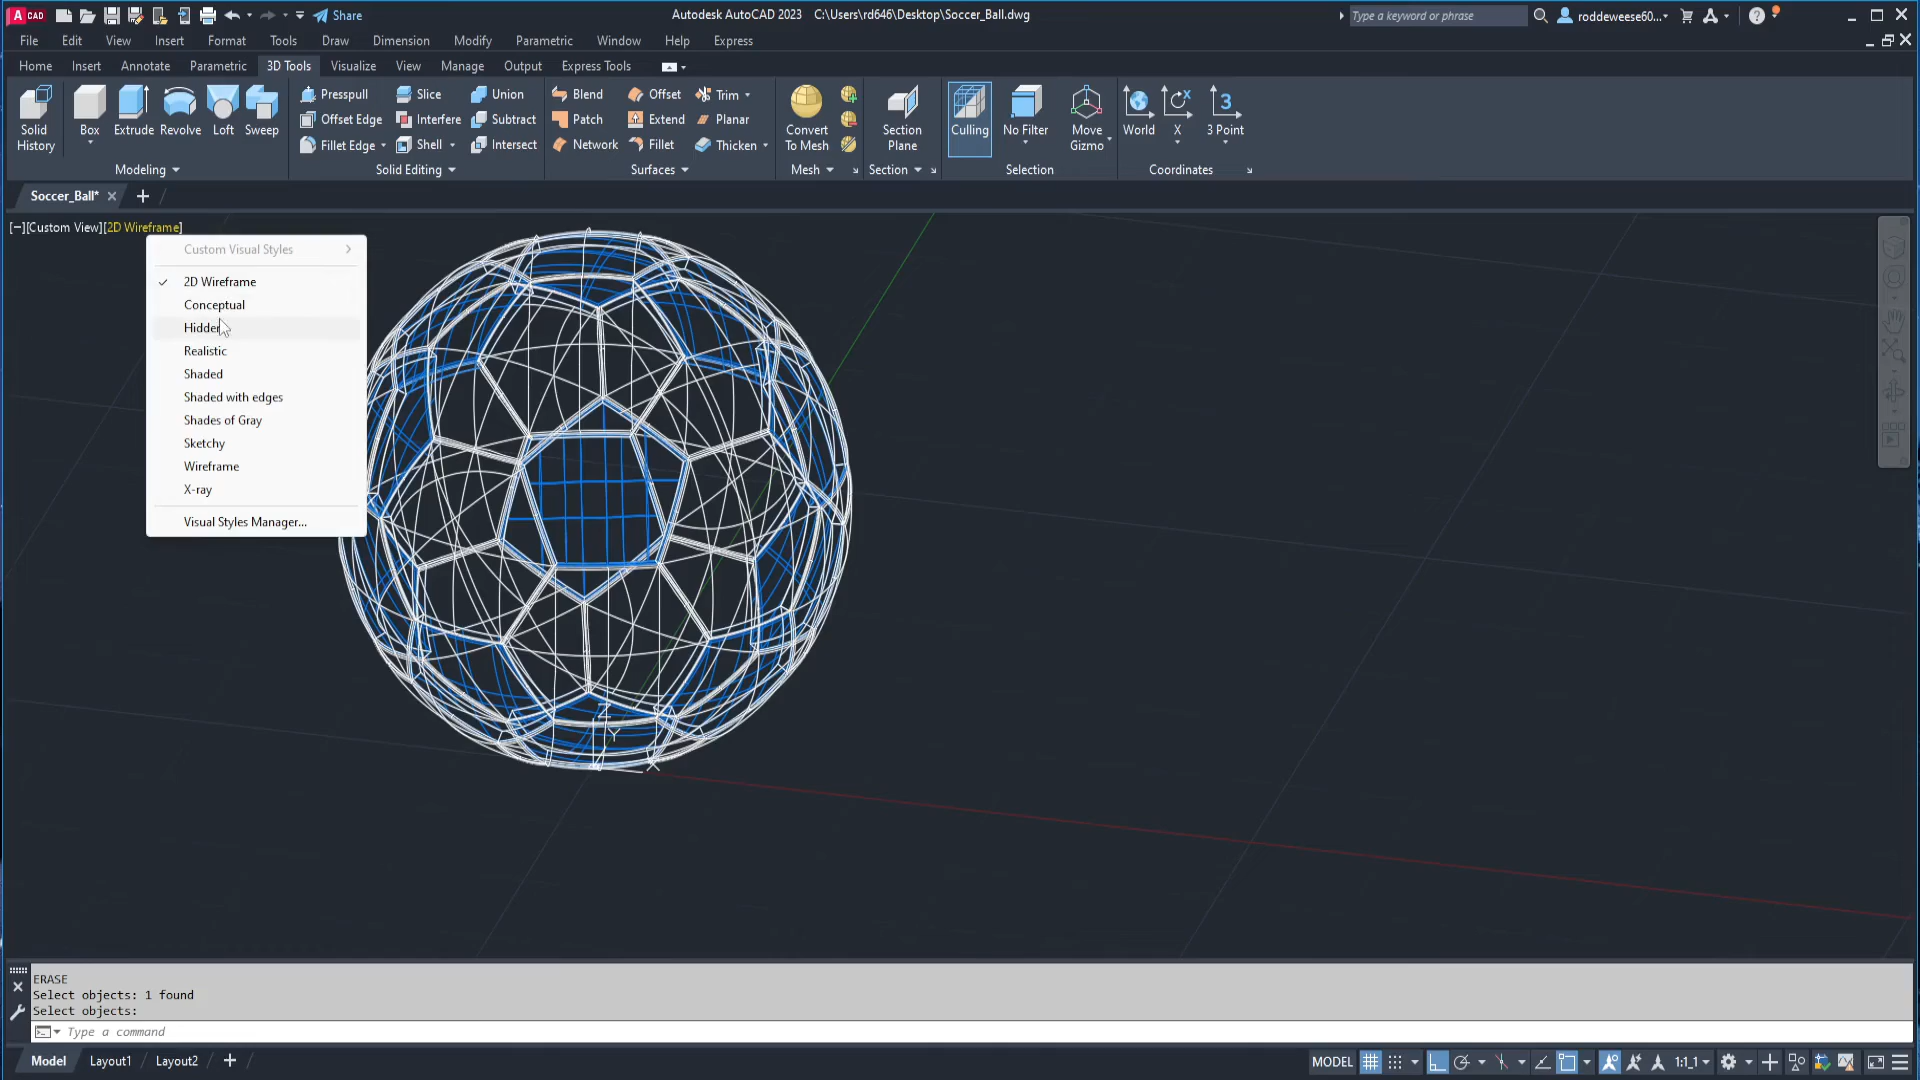 A CAD Share Autodesk AutoCAD 2023 C:\Users\rd646\Desktop\Soccer_Ball.dwg Type a keyword or phrase roddeweese60...
File Edit View Insert Format Tools Draw Dimension Modify Parametric Window Help Express
Home Insert Annotate Parametric 3D Tools Visualize View Manage Output Express Tools
Solid History
Box
Extrude
Revolve
Loft
Sweep
Modeling
Presspull Slice Union
Offset Edge Interfere Subtract
Fillet Edge Shell Intersect
Solid Editing
Blend Offset Trim
Patch Extend Planar
Network Fillet Thicken
Surfaces
Convert To Mesh
Mesh
Section Plane
Section
Culling
No Filter
Move Gizmo
Selection
World
X
3 Point
Coordinates
Soccer_Ball*
[−][Custom View][2D Wireframe]
Custom Visual Styles
2D Wireframe
Conceptual
Hidden
Realistic
Shaded
Shaded with edges
Shades of Gray
Sketchy
Wireframe
X-ray
Visual Styles Manager...
Z
Y
X
ERASE
Select objects: 1 found
Select objects:
Type a command
Model Layout1 Layout2 MODEL 1:1